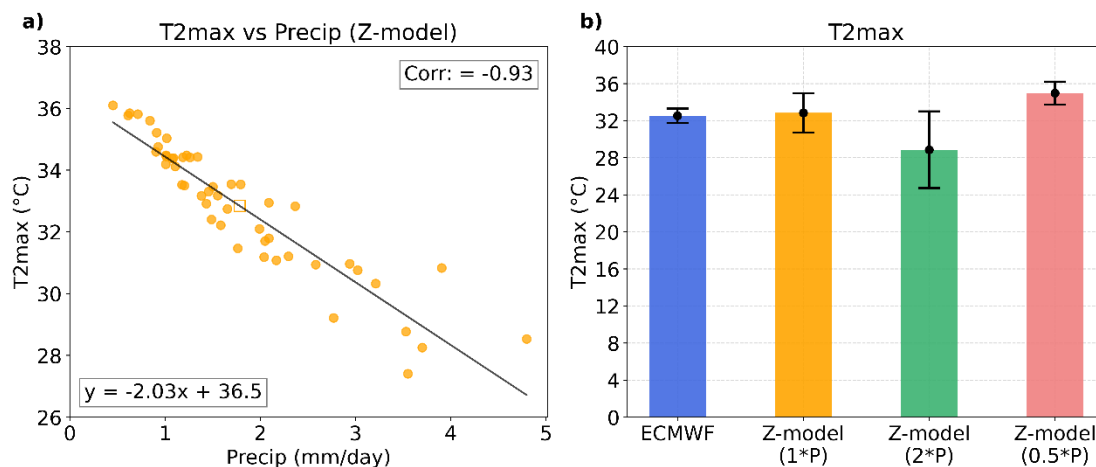 a)
T2max vs Precip (Z-model)
Corr: = -0.93
y = -2.03x + 36.5
T2max (°C)
38
36
34
32
30
28
26
0 1 2 3 4 5
Precip (mm/day)
b)
T2max
T2max (°C)
40
36
32
28
24
20
16
12
8
4
0
ECMWF Z-model Z-model Z-model
(1*P) (2*P) (0.5*P)